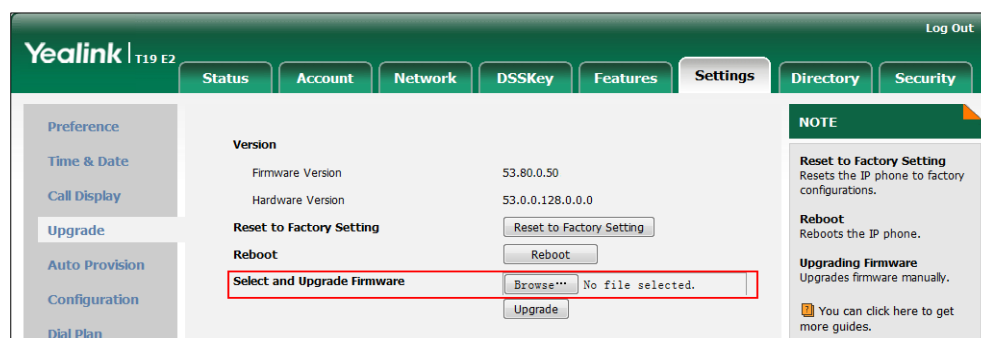 Log Out
Yealink | T19 E2
Status Account Network DSSKey Features Settings Directory Security
Preference
Time & Date
Call Display
Upgrade
Auto Provision
Configuration
Dial Plan
Version
Firmware Version 53.80.0.50
Hardware Version 53.0.0.128.0.0.0
Reset to Factory Setting Reset to Factory Setting
Reboot Reboot
Select and Upgrade Firmware Browse··· No file selected.
Upgrade
NOTE
Reset to Factory Setting
Resets the IP phone to factory
configurations.
Reboot
Reboots the IP phone.
Upgrading Firmware
Upgrades firmware manually.
You can click here to get
more guides.